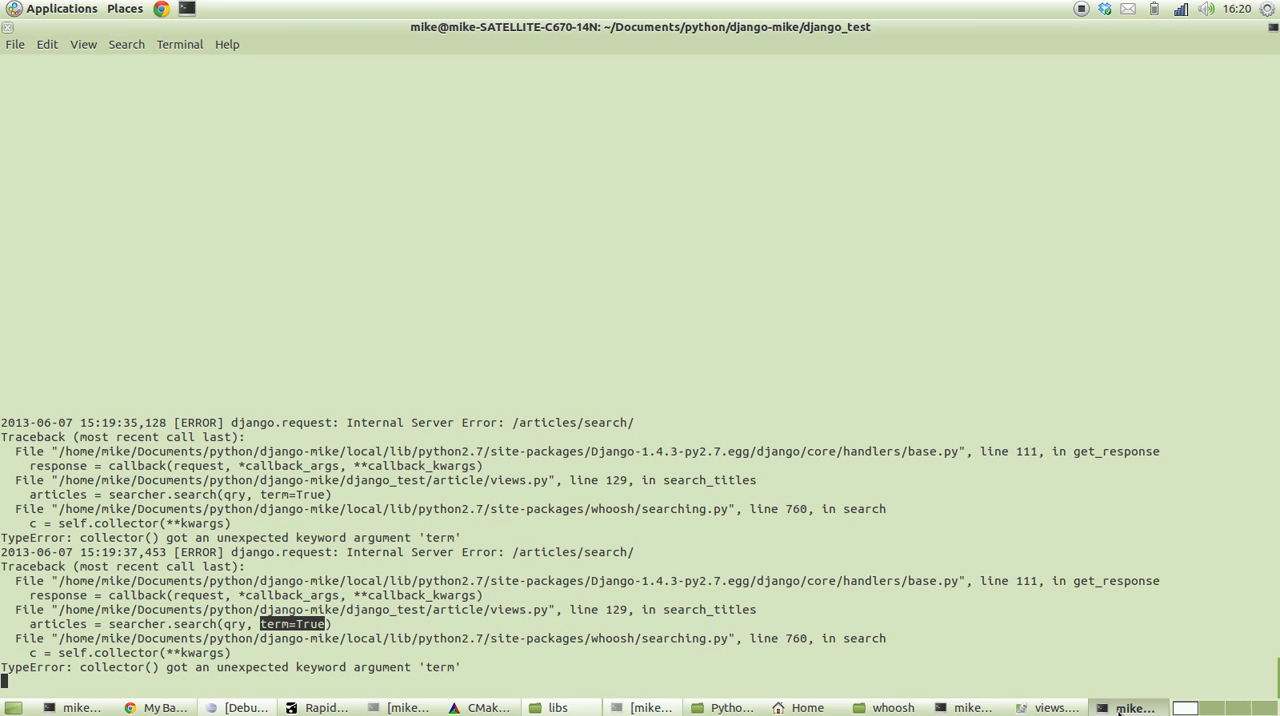 Applications Places 16:20
mike@mike-SATELLITE-C670-14N: ~/Documents/python/django-mike/django_test
File Edit View Search Terminal Help
2013-06-07 15:19:35,128 [ERROR] django.request: Internal Server Error: /articles/search/
Traceback (most recent call last):
File "/home/mike/Documents/python/django-mike/local/lib/python2.7/site-packages/Django-1.4.3-py2.7.egg/django/core/handlers/base.py", line 111, in get_response
response = callback(request, *callback_args, **callback_kwargs)
File "/home/mike/Documents/python/django-mike/django_test/article/views.py", line 129, in search_titles
articles = searcher.search(qry, term=True)
File "/home/mike/Documents/python/django-mike/local/lib/python2.7/site-packages/whoosh/searching.py", line 760, in search
c = self.collector(**kwargs)
TypeError: collector() got an unexpected keyword argument 'term'
2013-06-07 15:19:37,453 [ERROR] django.request: Internal Server Error: /articles/search/
Traceback (most recent call last):
File "/home/mike/Documents/python/django-mike/local/lib/python2.7/site-packages/Django-1.4.3-py2.7.egg/django/core/handlers/base.py", line 111, in get_response
response = callback(request, *callback_args, **callback_kwargs)
File "/home/mike/Documents/python/django-mike/django_test/article/views.py", line 129, in search_titles
articles = searcher.search(qry, term=True)
File "/home/mike/Documents/python/django-mike/local/lib/python2.7/site-packages/whoosh/searching.py", line 760, in search
c = self.collector(**kwargs)
TypeError: collector() got an unexpected keyword argument 'term'
mike... My Ba... [Debu... Rapid... [mike... CMak... libs [mike... Pytho... Home whoosh mike... views.... mike...